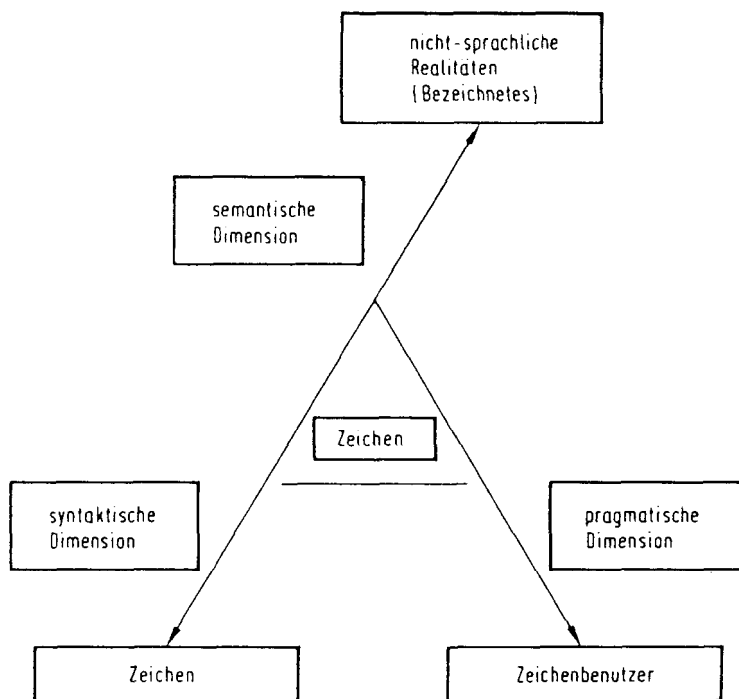 nicht-sprachliche
Realitäten
(Bezeichnetes)
semantische
Dimension
Zeichen
syntaktische
Dimension
pragmatische
Dimension
Zeichen
Zeichenbenutzer